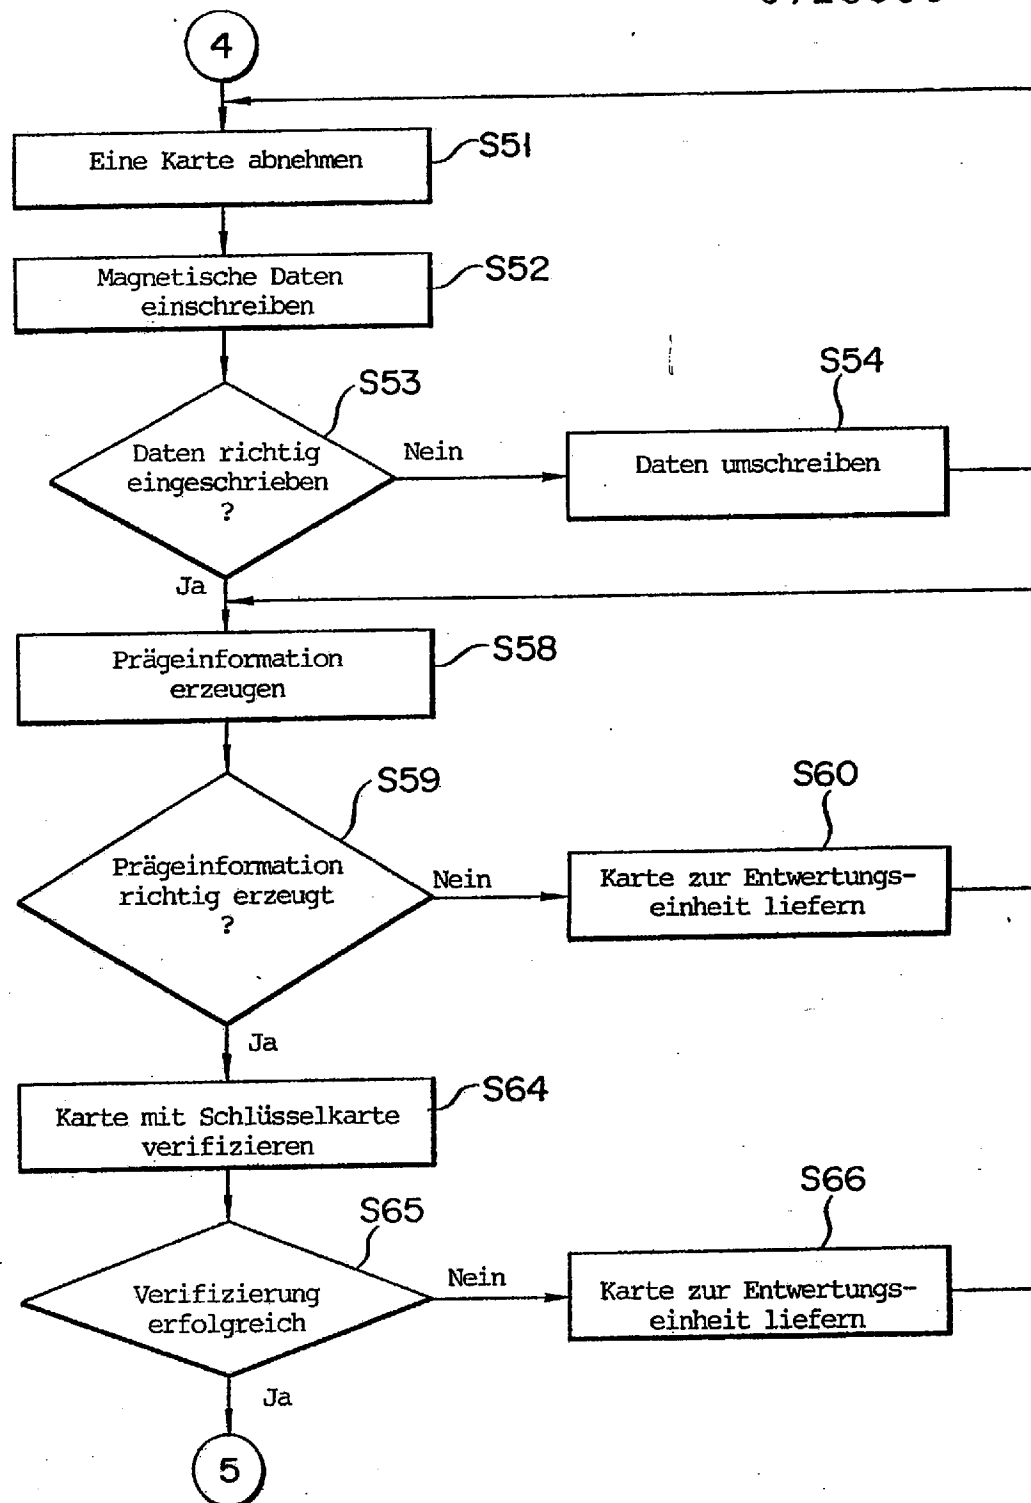 4
Eine Karte abnehmen
S51
Magnetische Daten
einschreiben
S52
S53
Daten richtig
eingeschrieben
?
Nein
S54
Daten umschreiben
Ja
Prägeinformation
erzeugen
S58
S59
Prägeinformation
richtig erzeugt
?
Nein
S60
Karte zur Entwertungs-
einheit liefern
Ja
Karte mit Schlüsselkarte
verifizieren
S64
S65
Verifizierung
erfolgreich
Nein
S66
Karte zur Entwertungs-
einheit liefern
Ja
5